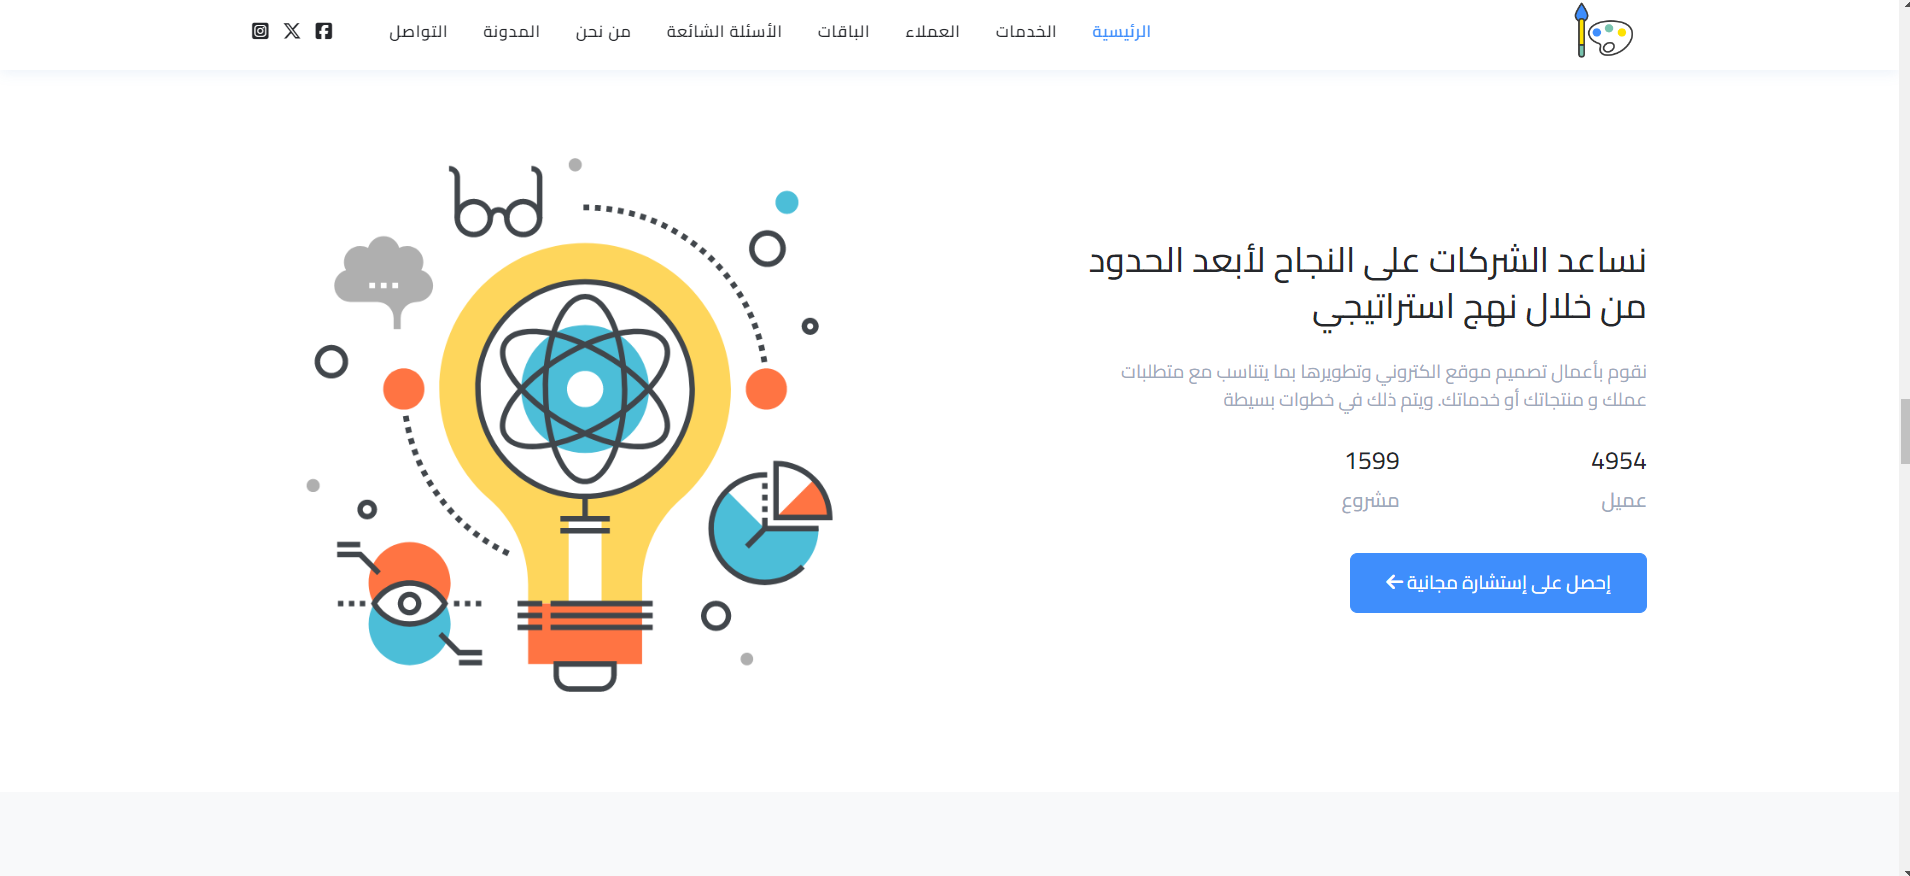 الرئيسية
الخدمات
العملاء
الباقات
الأسئلة الشائعة
من نحن
المدونة
التواصل
نساعد الشركات على النجاح لأبعد الحدود
من خلال نهج استراتيجي
نقوم بأعمال تصميم موقع الكتروني وتطويرها بما يتناسب مع متطلبات
عملك و منتجاتك أو خدماتك. ويتم ذلك في خطوات بسيطة
4954
عميل
1599
مشروع
إحصل على إستشارة مجانية